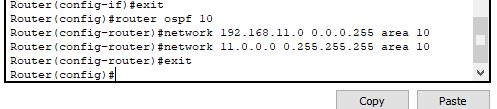 Router(config-if)#exit
Router(config)#router ospf 10
Router(config-router)#network 192.168.11.0 0.0.0.255 area 10
Router(config-router)#network 11.0.0.0 0.255.255.255 area 10
Router(config-router)#exit
Router(config)#
Copy Paste